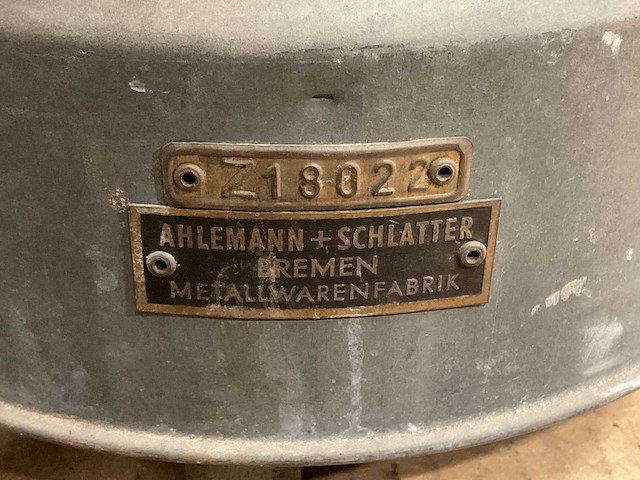 Z18022
AHLEMANN + SCHLATTER
BREMEN
METALLWARENFABRIK